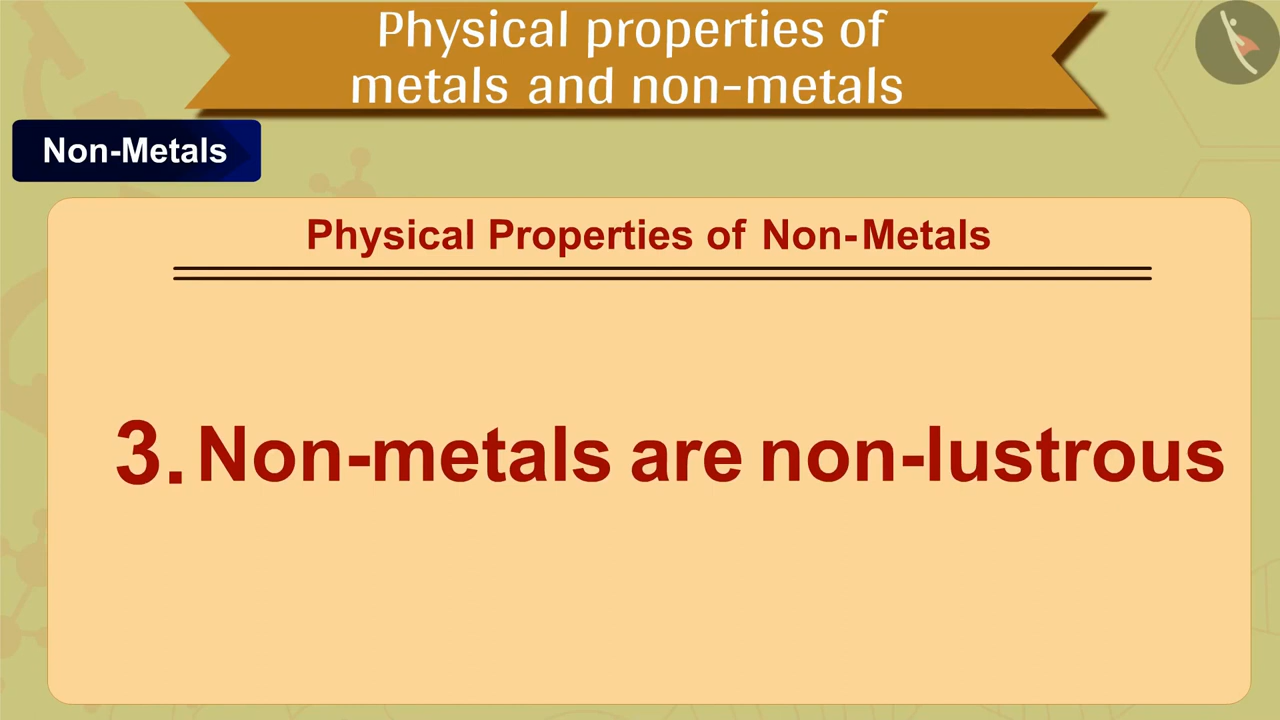 Physical properties of
metals and non-metals
Non-Metals
Physical Properties of Non-Metals
3. Non-metals are non-lustrous